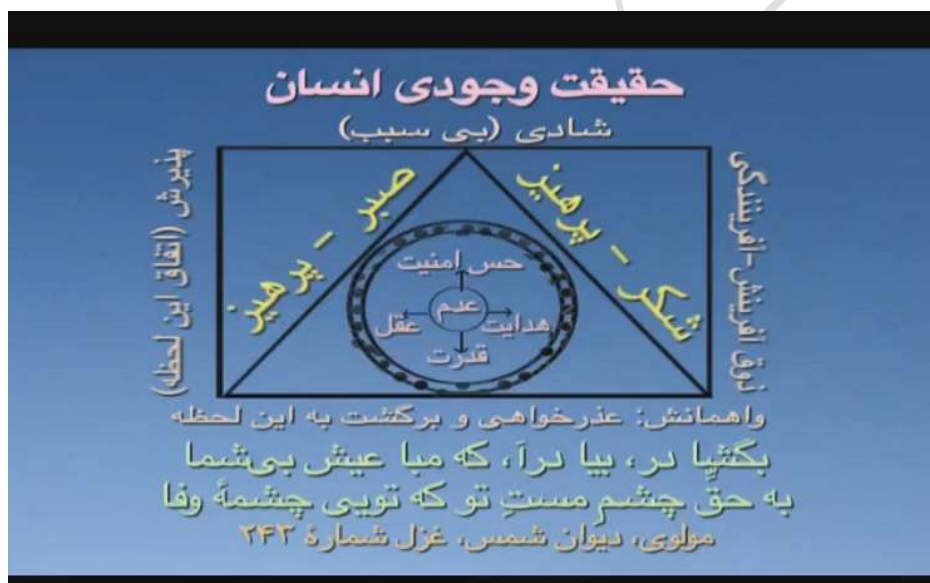 حقیقت وجودی انسان
شادی (بی سبب)
ذوق آفرینش-آفرینندگی
شکر - پرهیز
صبر - پرهیز
پذیرش (اتفاق این لحظه)
حس امنیت
عدم
هدایت
عقل
قدرت
واهمانش: عذرخواهی و برگشت به این لحظه
بگشا در، بیا درآ، که مبا عیش بی‌شما
به حقِّ چشمِ مستِ تو که تویی چشمهٔ وفا
مولوی، دیوان شمس، غزل شمارهٔ ۲۴۳